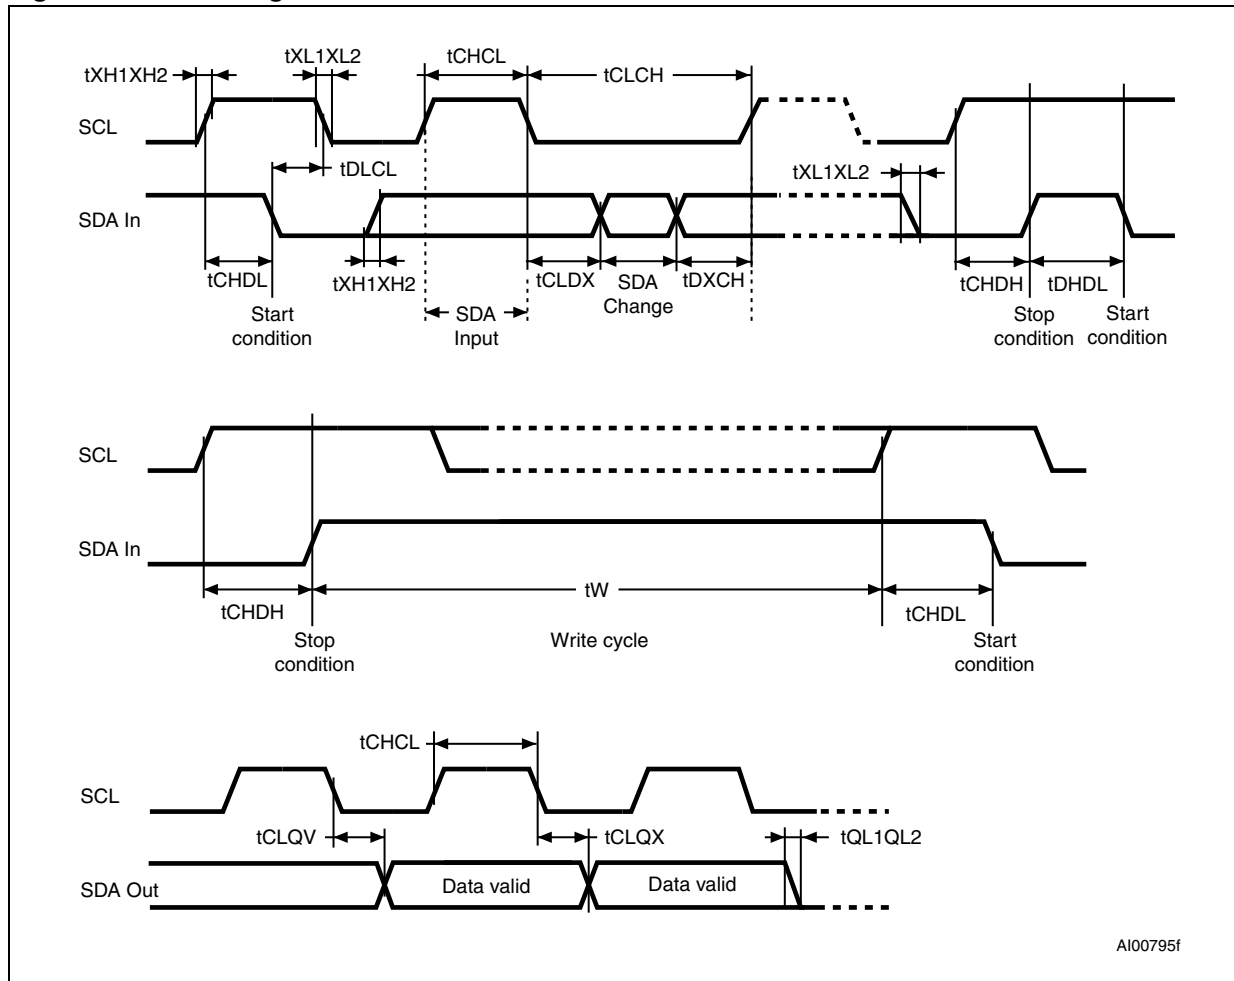 tXH1XH2
tXL1XL2
tCHCL
tCLCH
SCL
tDLCL
tXL1XL2
SDA In
tCHDL
tXH1XH2
tCLDX
SDA
Change
tDXCH
tCHDH
tDHDL
Start
condition
SDA
Input
Stop
condition
Start
condition
SCL
SDA In
tCHDH
tW
tCHDL
Stop
condition
Write cycle
Start
condition
tCHCL
SCL
tCLQV
tCLQX
tQL1QL2
SDA Out
Data valid
Data valid
AI00795f